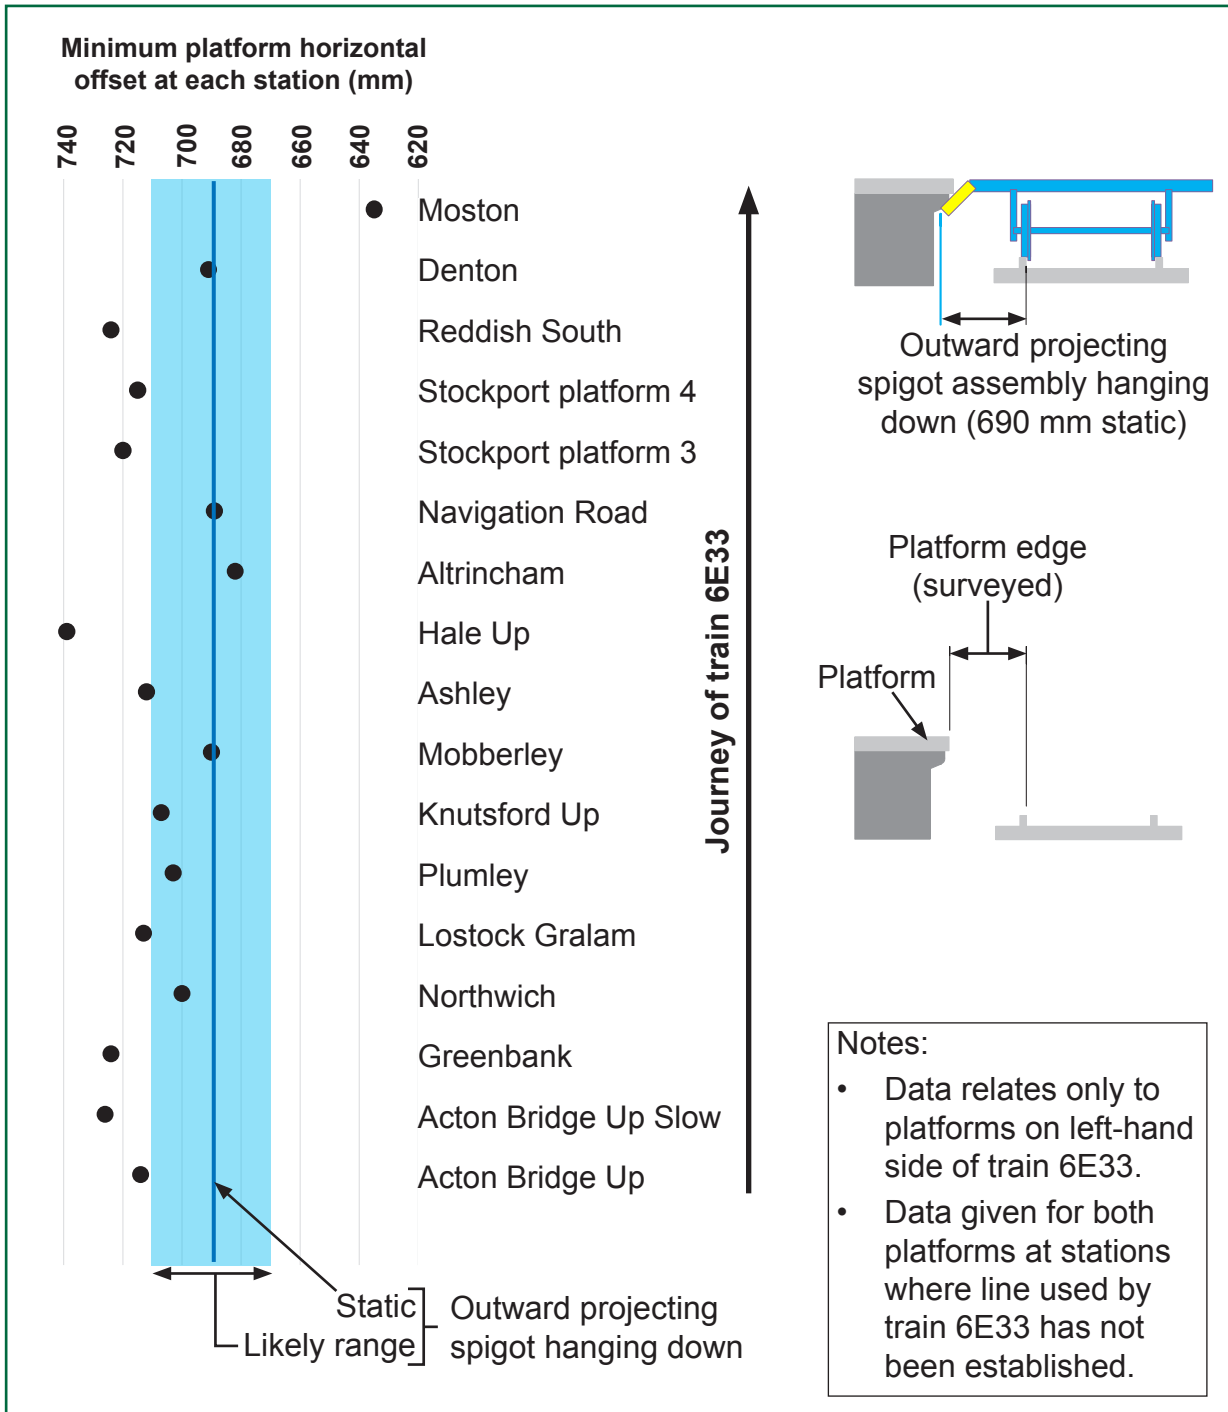 Minimum platform horizontal
offset at each station (mm)
740
720
700
680
660
640
620
Moston
Denton
Reddish South
Stockport platform 4
Stockport platform 3
Navigation Road
Altrincham
Hale Up
Ashley
Mobberley
Knutsford Up
Plumley
Lostock Gralam
Northwich
Greenbank
Acton Bridge Up Slow
Acton Bridge Up
Static
Likely range
Outward projecting
spigot hanging down
Journey of train 6E33
Outward projecting
spigot assembly hanging
down (690 mm static)
Platform edge
(surveyed)
Platform
Notes:
• Data relates only to
platforms on left-hand
side of train 6E33.
• Data given for both
platforms at stations
where line used by
train 6E33 has not
been established.